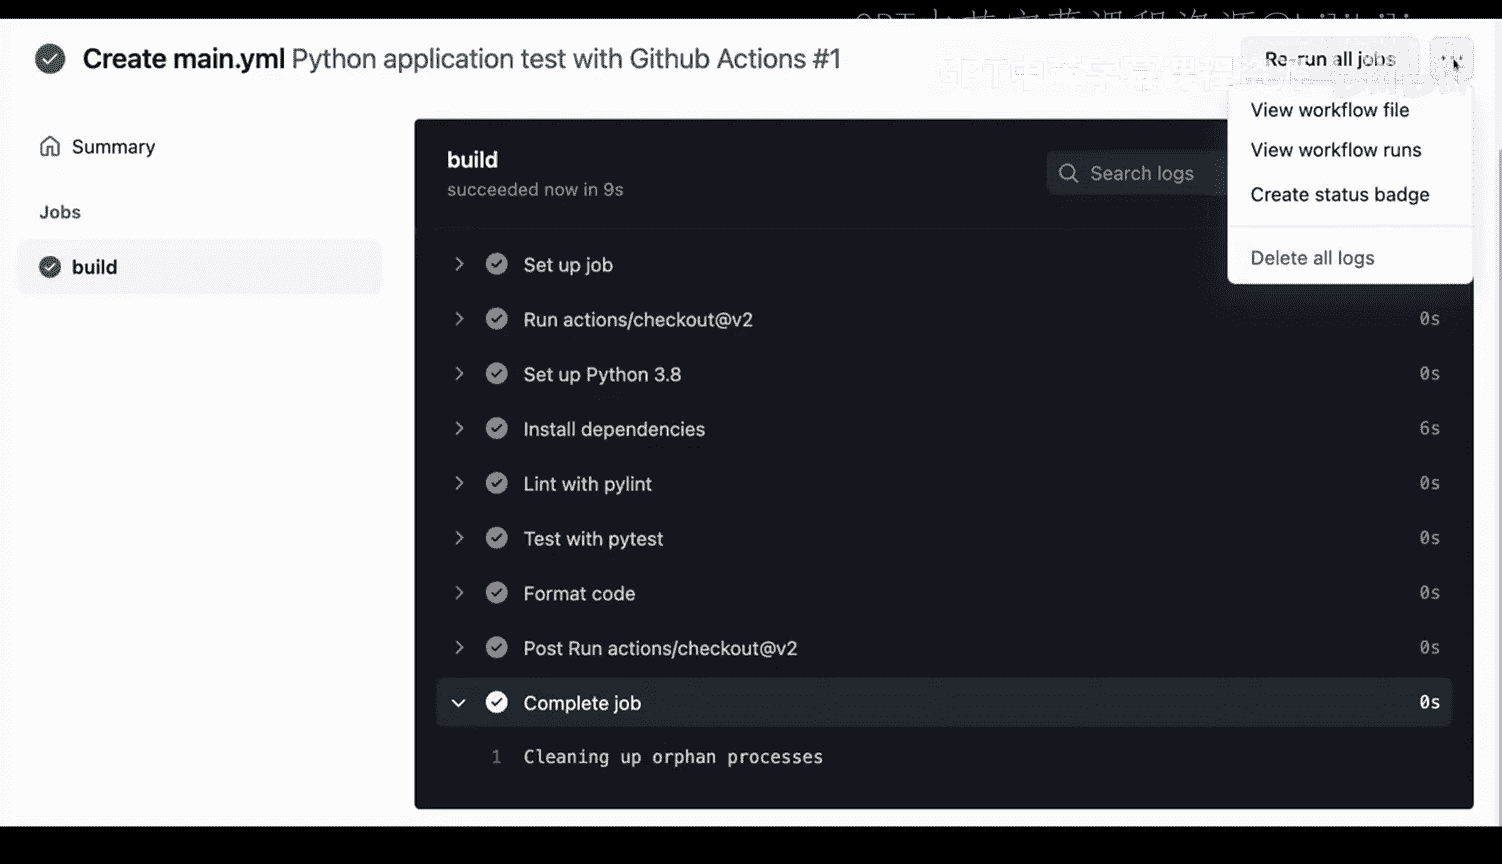 Create main.yml Python application test with Github Actions #1
Re-run all jobs
View workflow file
View workflow runs
Create status badge
Delete all logs
Summary
Jobs
build
build
succeeded now in 9s
Search logs
Set up job
Run actions/checkout@v2 0s
Set up Python 3.8 0s
Install dependencies 6s
Lint with pylint 0s
Test with pytest 0s
Format code 0s
Post Run actions/checkout@v2 0s
Complete job 0s
1 Cleaning up orphan processes